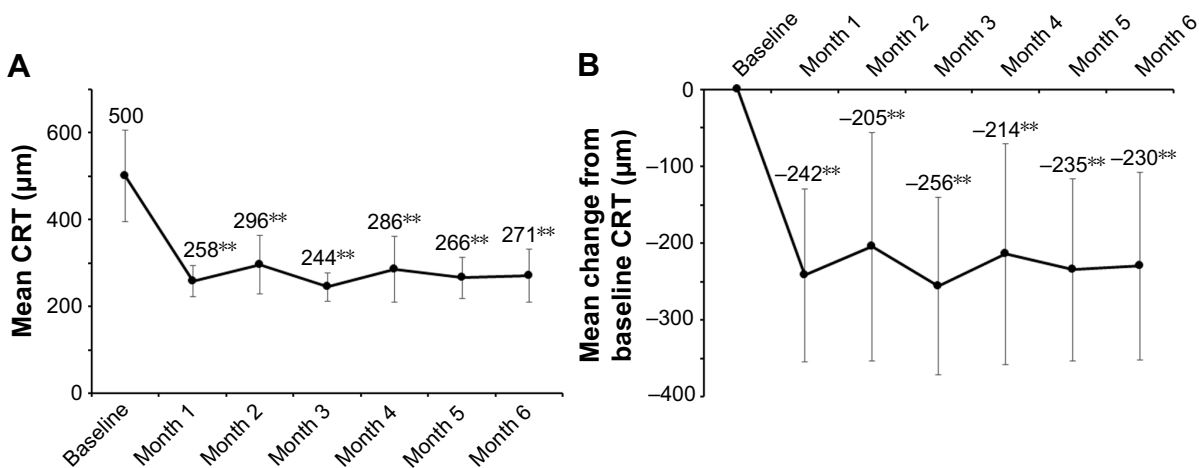 A
Mean CRT (µm)
600
400
200
0
500
258**
296**
244**
286**
266**
271**
Baseline
Month 1
Month 2
Month 3
Month 4
Month 5
Month 6
B
Mean change from
baseline CRT (µm)
Baseline
Month 1
Month 2
Month 3
Month 4
Month 5
Month 6
0
–100
–200
–300
–400
–242**
–205**
–256**
–214**
–235**
–230**